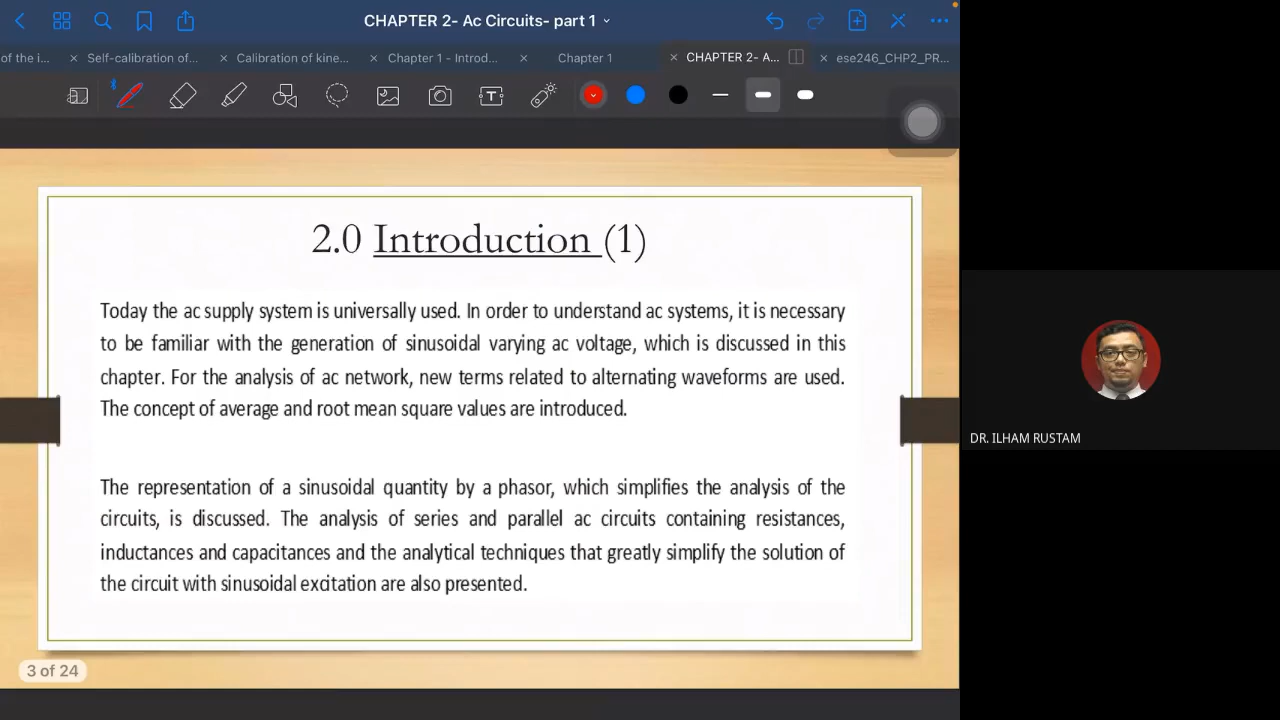 CHAPTER 2- Ac Circuits- part 1
of the i...
Self-calibration of...
Calibration of kine...
Chapter 1 - Introd...
Chapter 1
CHAPTER 2- A...
ese246_CHP2_PR...
T
2.0 Introduction (1)
Today the ac supply system is universally used. In order to understand ac systems, it is necessary
to be familiar with the generation of sinusoidal varying ac voltage, which is discussed in this
chapter. For the analysis of ac network, new terms related to alternating waveforms are used.
The concept of average and root mean square values are introduced.
The representation of a sinusoidal quantity by a phasor, which simplifies the analysis of the
circuits, is discussed. The analysis of series and parallel ac circuits containing resistances,
inductances and capacitances and the analytical techniques that greatly simplify the solution of
the circuit with sinusoidal excitation are also presented.
3 of 24
DR. ILHAM RUSTAM